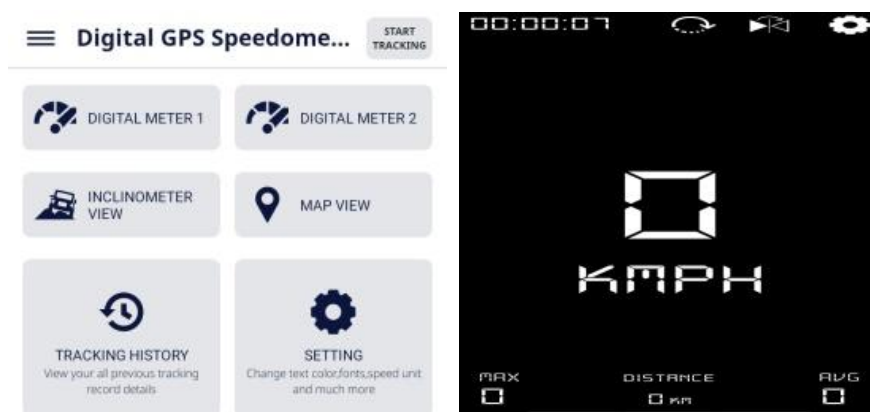 Digital GPS Speedome...
START
TRACKING
DIGITAL METER 1
DIGITAL METER 2
INCLINOMETER
VIEW
MAP VIEW
TRACKING HISTORY
View your all previous tracking
record details
SETTING
Change text color,fonts,speed unit
and much more
00:00:07
0
KMPH
MAX
0
DISTANCE
0 KM
AVG
0